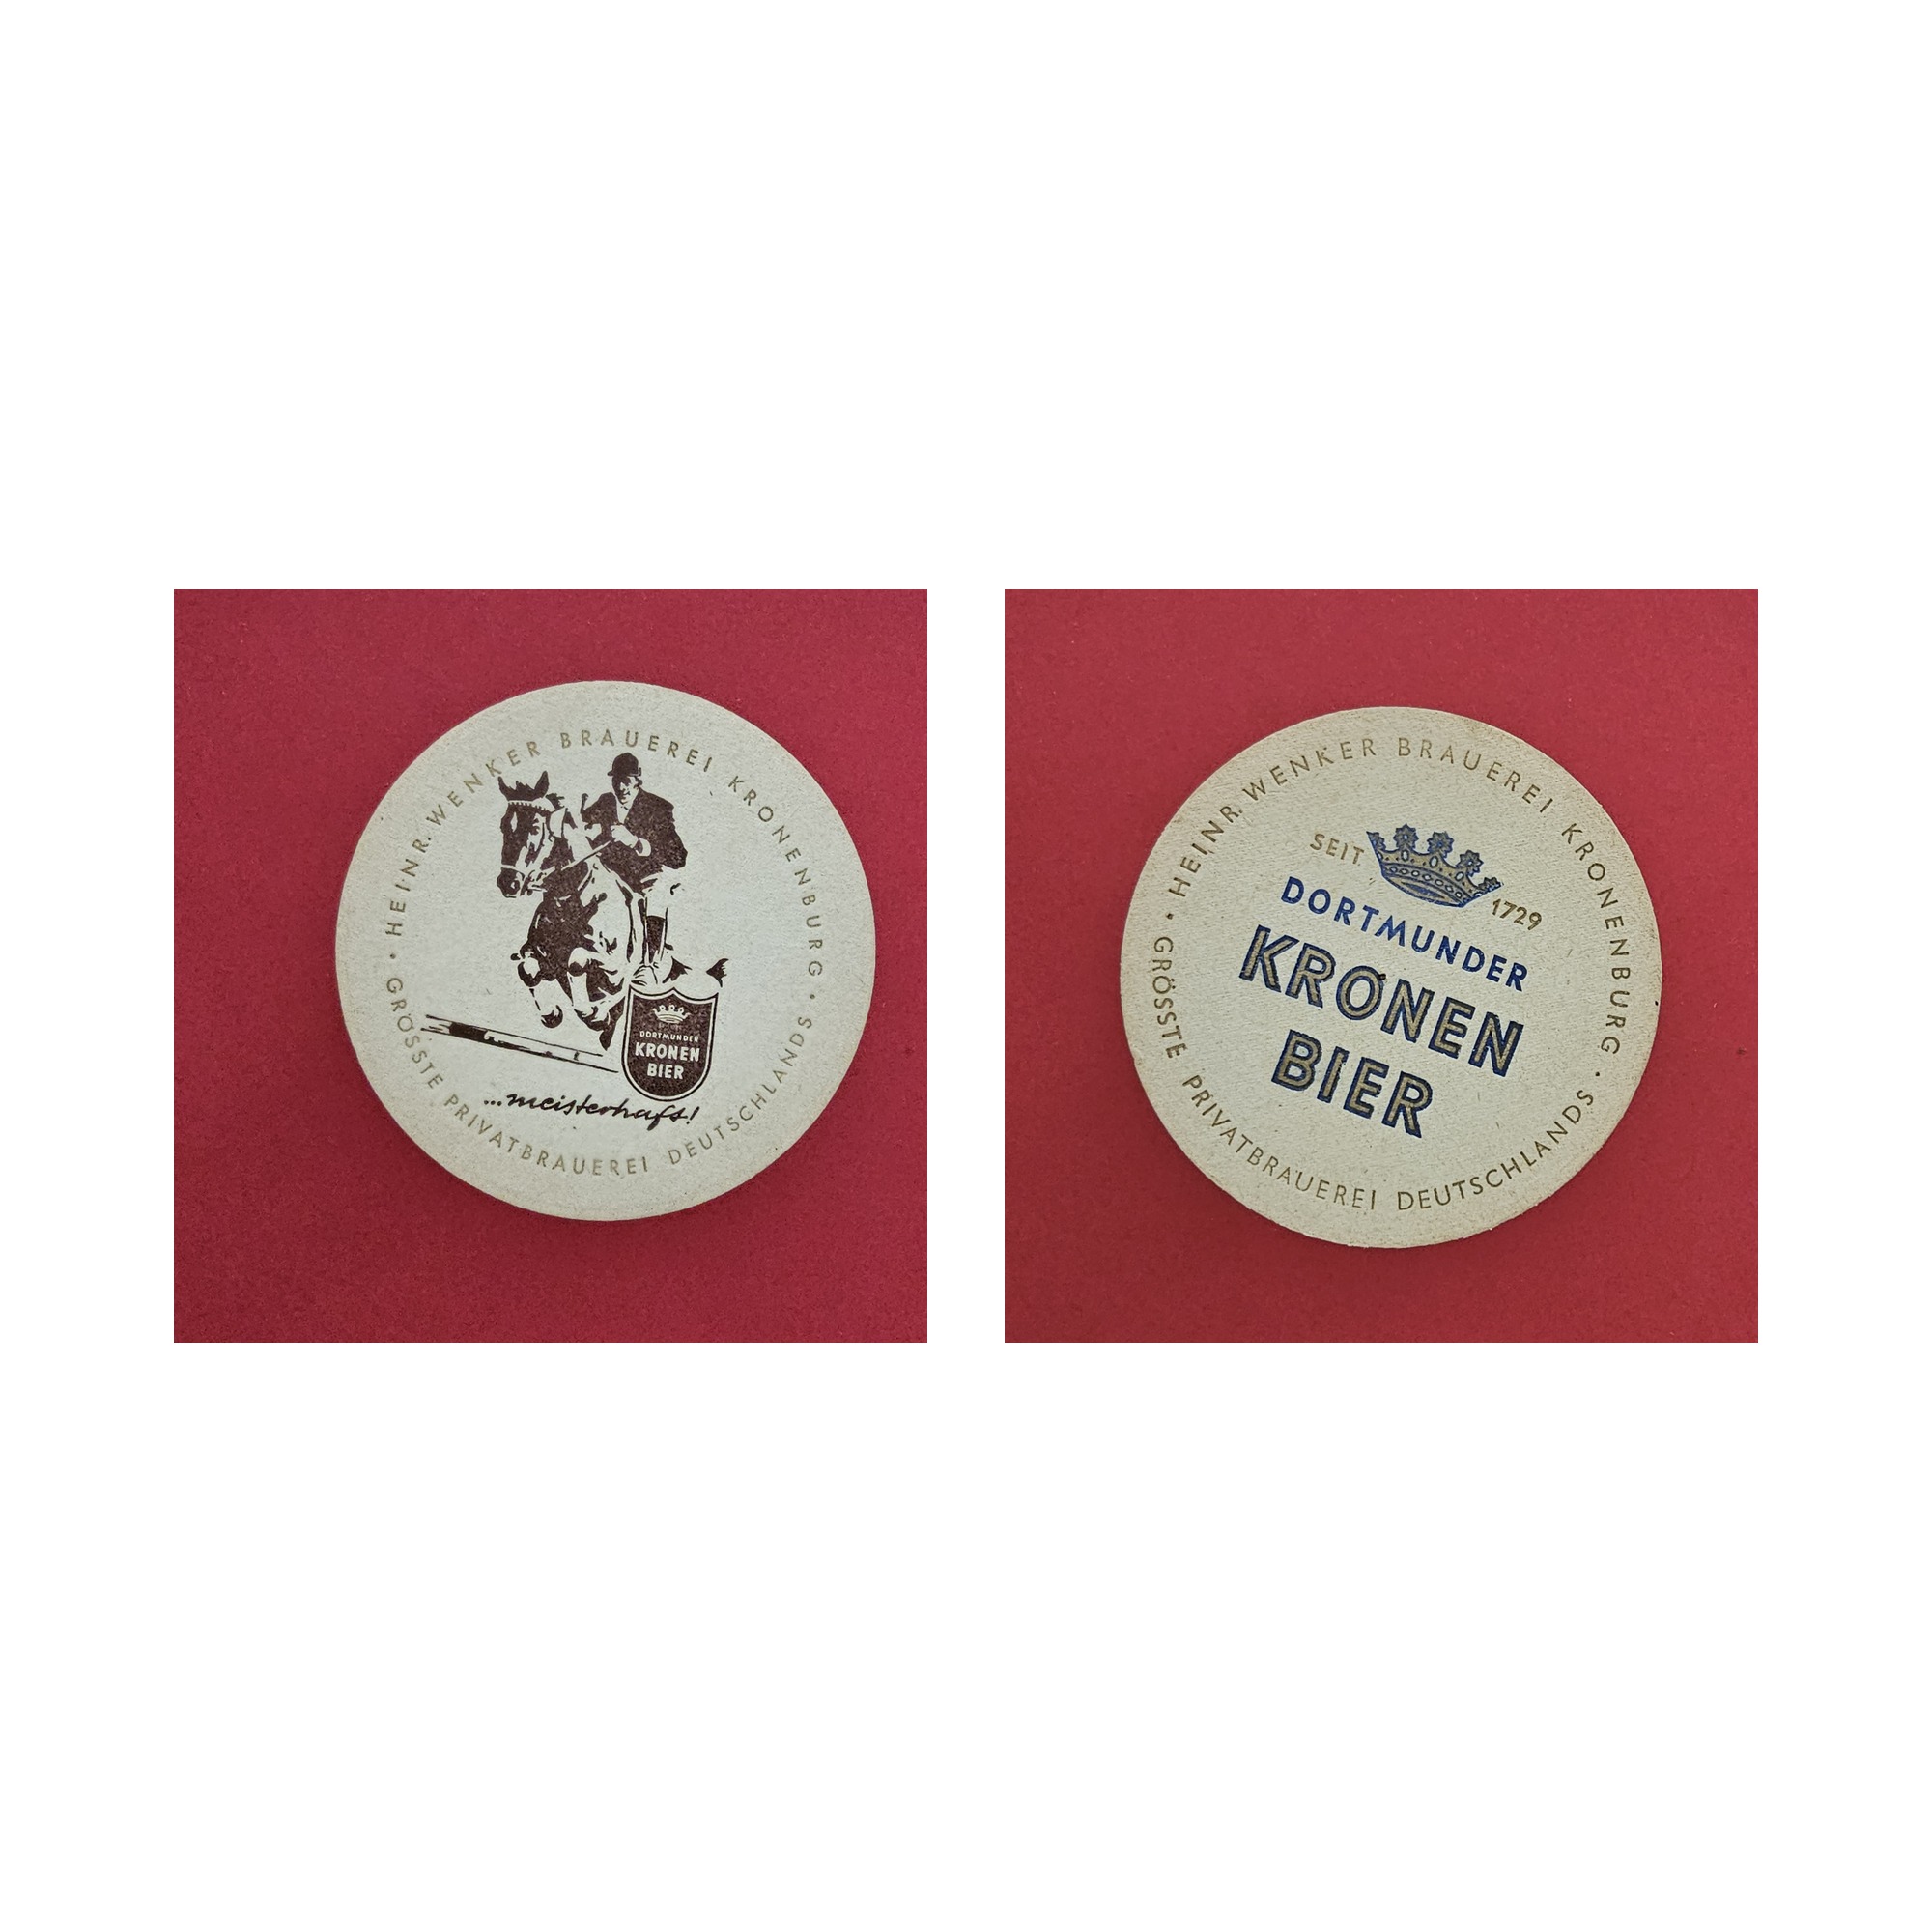 · HEINR. WENKER BRAUEREI KRONENBURG ·
DORTMUNDER
KRONEN
BIER
...meisterhaft!
GRÖSSTE PRIVATBRAUEREI DEUTSCHLANDS
· HEINR. WENKER BRAUEREI KRONENBURG ·
SEIT 1729
DORTMUNDER
KRONEN
BIER
GRÖSSTE PRIVATBRAUEREI DEUTSCHLANDS